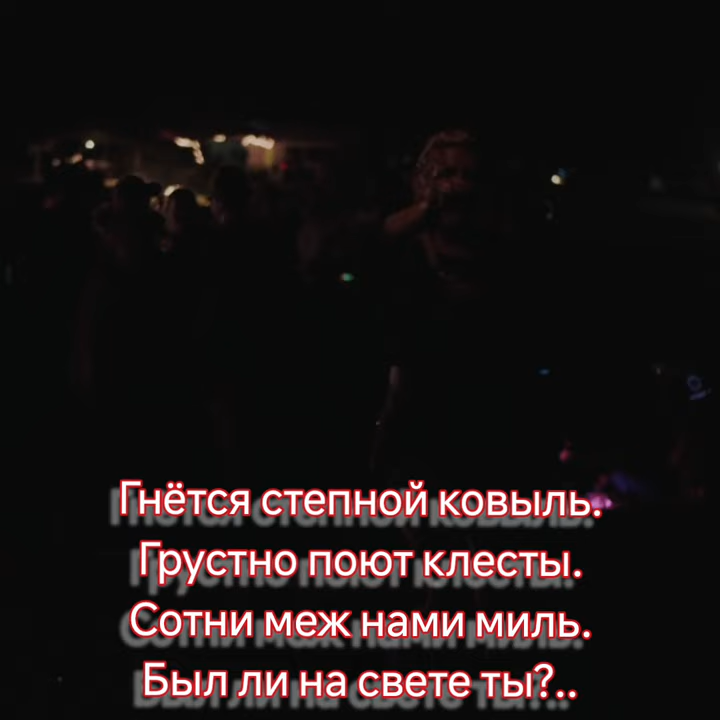 Гнётся степной ковыль.
Грустно поют клесты.
Сотни меж нами миль.
Был ли на свете ты?..